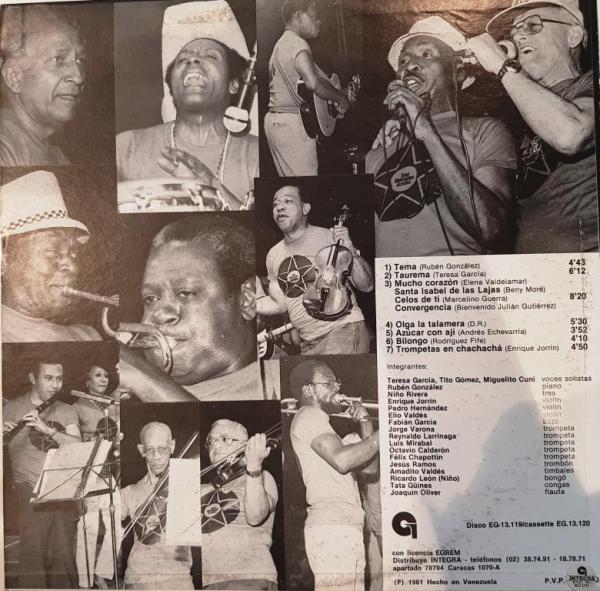 1) Tema (Rubén González) 4'43
2) Taurema (Teresa García) 6'12
3) Mucho corazón (Elena Valdelamar)
Santa Isabel de las Lajas (Beny Moré)
Celos de ti (Marcelino Guerra) 8'20
Convergencia (Bienvenido Julián Gutiérrez)
4) Olga la talamera (D.R.) 5'30
5) Azúcar con ají (Andrés Echevarría) 3'52
6) Bilongo (Rodríguez Fife) 4'10
7) Trompetas en chachachá (Enrique Jorrín) 4'50
Integrantes:
Teresa García, Tito Gómez, Miguelito Cuní voces solistas
Rubén González piano
Niño Rivera tres
Enrique Jorrín violín
Pedro Hernández violín
Elio Valdés violín
Fabián García bajo
Jorge Varona trompeta
Reynaldo Larrinaga trompeta
Luis Mirabal trompeta
Octavio Calderón trompeta
Félix Chapottín trompeta
Jesús Ramos trombón
Amadito Valdés timbales
Ricardo León (Niño) bongó
Tata Güines congas
Joaquín Oliver flauta
Disco EG-13.119/cassette EG.13.120
con licencia EGREM
Distribuye INTEGRA - teléfonos (02) 38.74.91 - 18.78.71
apartado 78704 Caracas 1070-A
(P) 1981 Hecho en Venezuela P.V.P.
INTEGRA